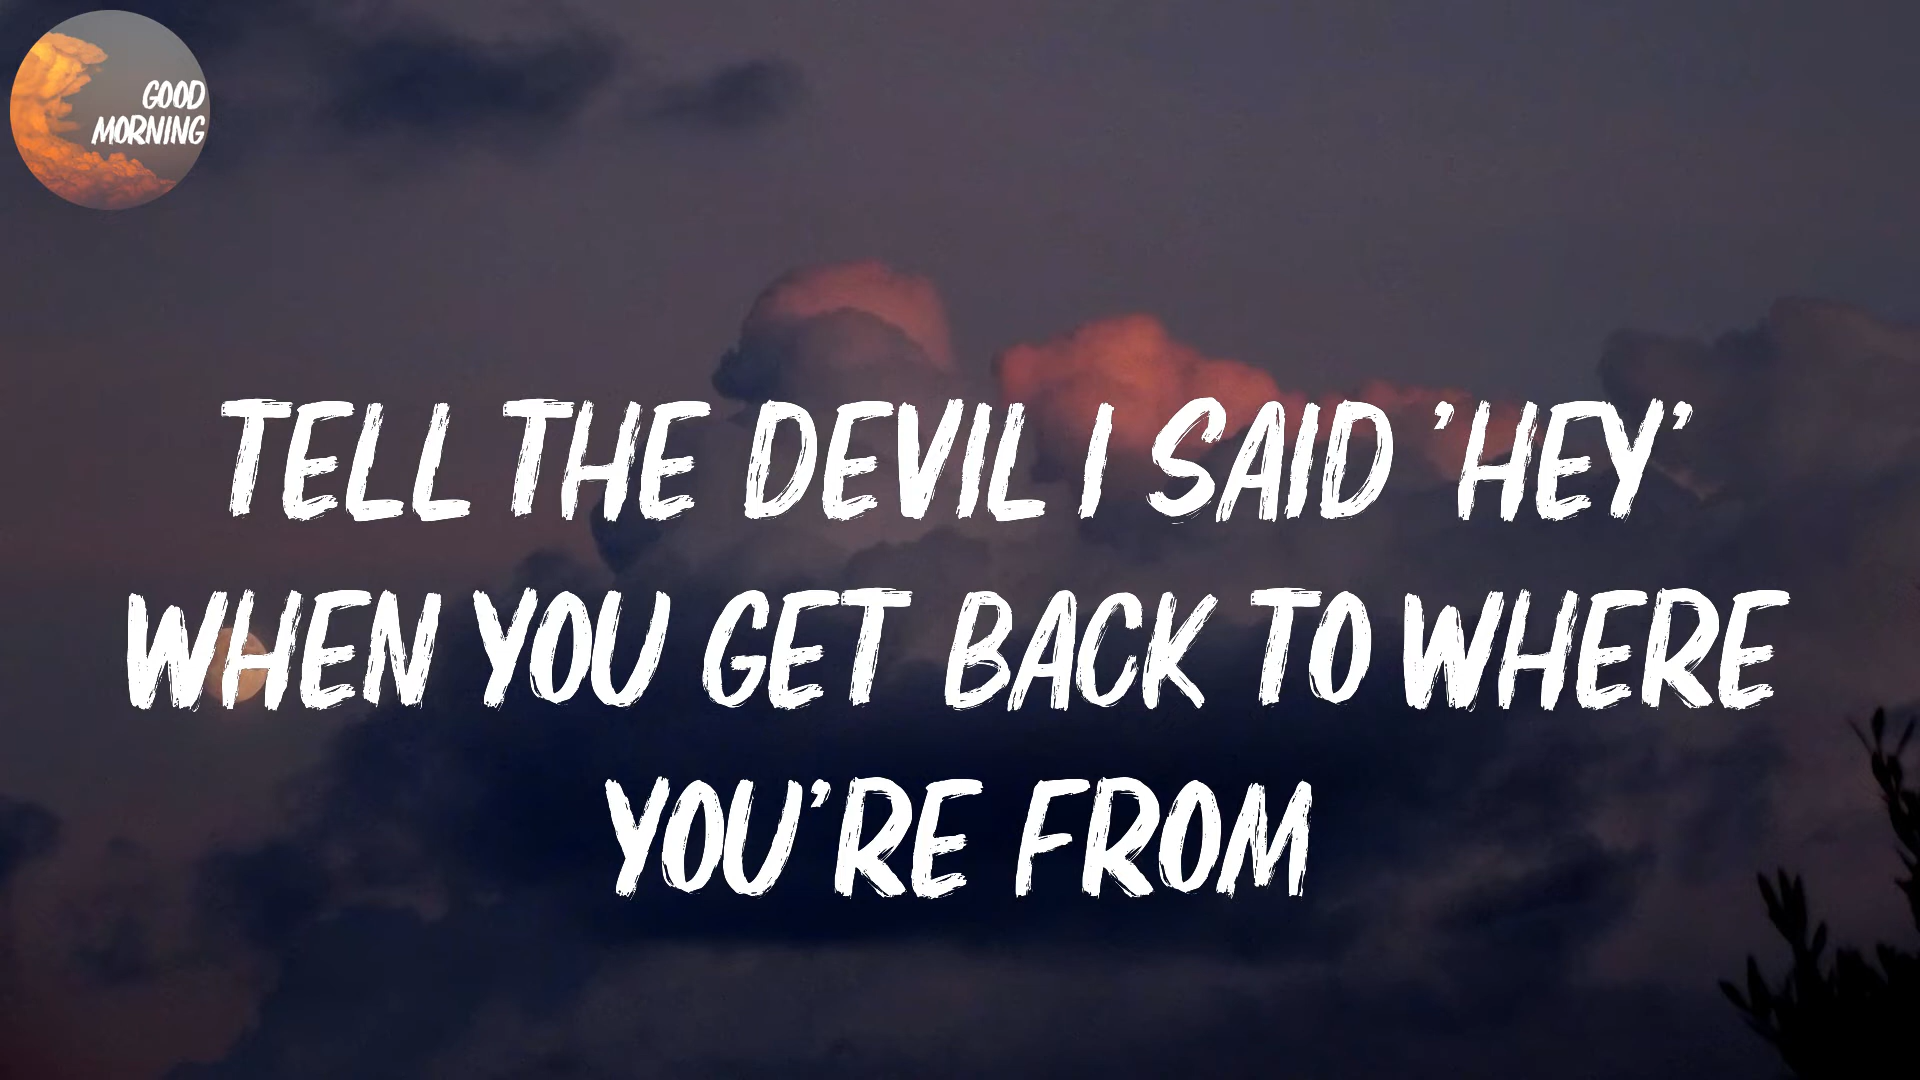 GOOD
MORNING
TELL THE DEVIL I SAID 'HEY'
WHEN YOU GET BACK TO WHERE
YOU'RE FROM